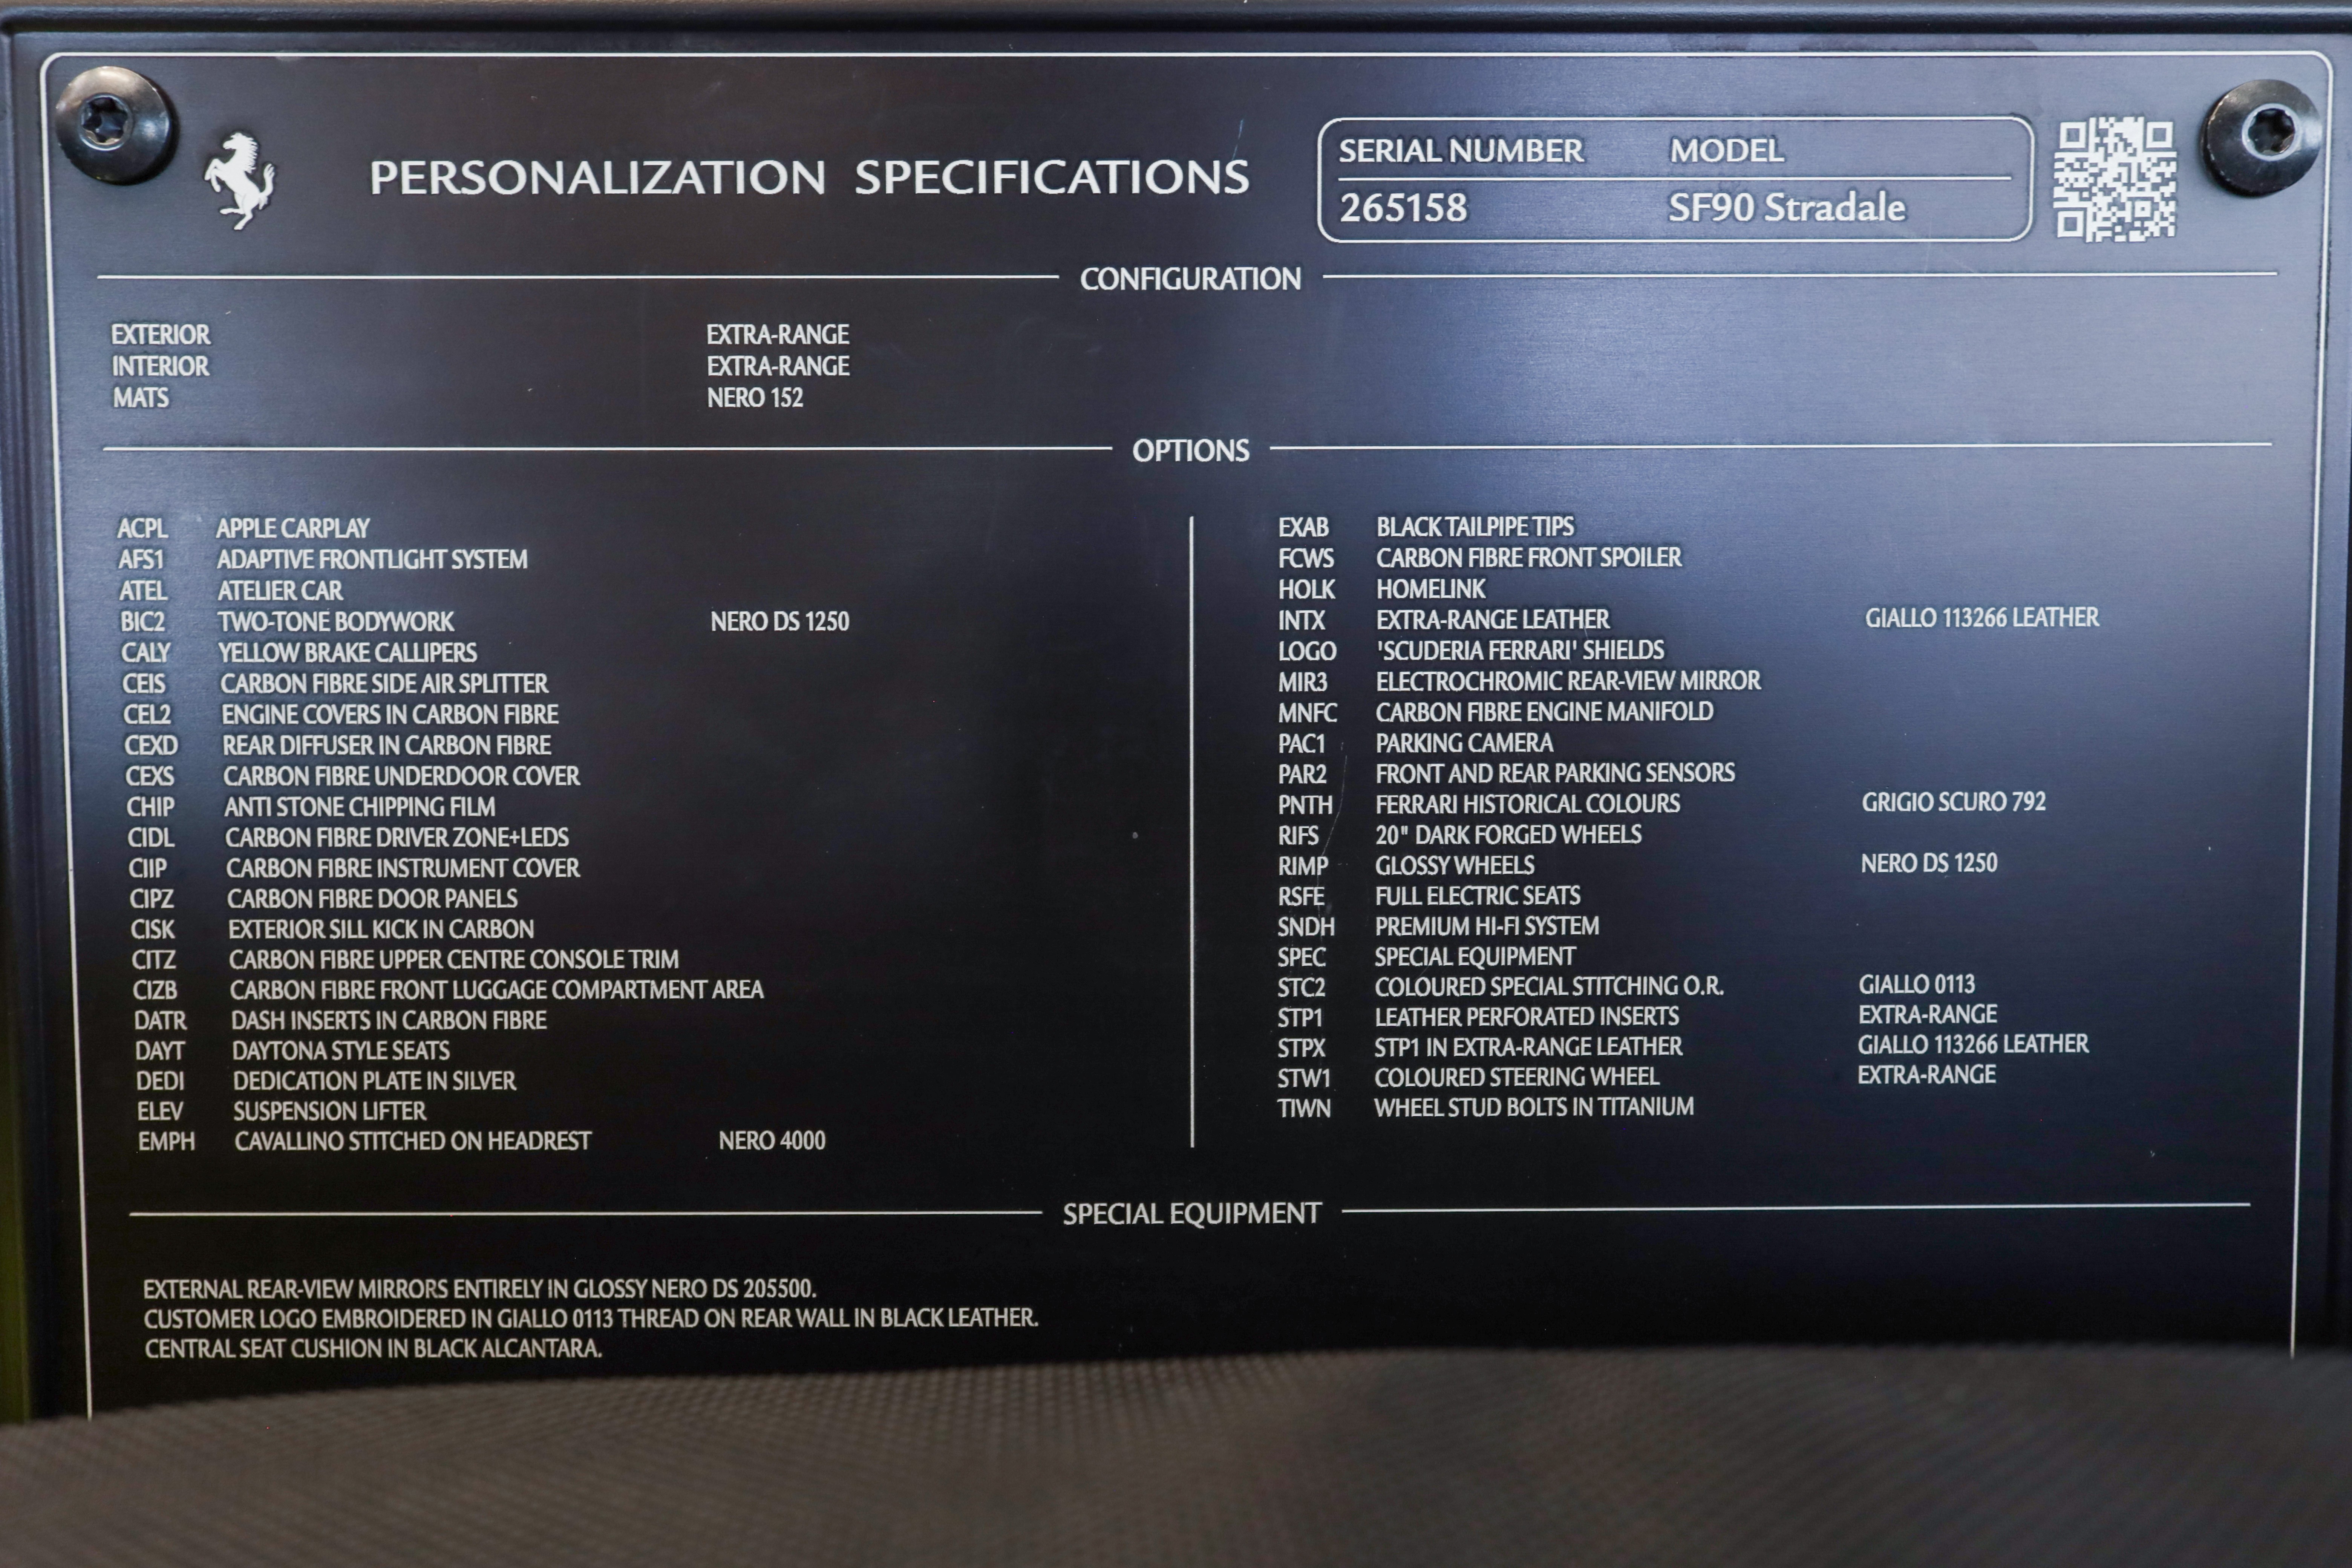 PERSONALIZATION SPECIFICATIONS
SERIAL NUMBER MODEL
265158 SF90 Stradale
CONFIGURATION
EXTERIOR EXTRA-RANGE
INTERIOR EXTRA-RANGE
MATS NERO 152
OPTIONS
ACPL APPLE CARPLAY
AFS1 ADAPTIVE FRONTLIGHT SYSTEM
ATEL ATELIER CAR
BIC2 TWO-TONE BODYWORK NERO DS 1250
CALY YELLOW BRAKE CALLIPERS
CEIS CARBON FIBRE SIDE AIR SPLITTER
CEL2 ENGINE COVERS IN CARBON FIBRE
CEXD REAR DIFFUSER IN CARBON FIBRE
CEXS CARBON FIBRE UNDERDOOR COVER
CHIP ANTI STONE CHIPPING FILM
CIDL CARBON FIBRE DRIVER ZONE+LEDS
CIIP CARBON FIBRE INSTRUMENT COVER
CIPZ CARBON FIBRE DOOR PANELS
CISK EXTERIOR SILL KICK IN CARBON
CITZ CARBON FIBRE UPPER CENTRE CONSOLE TRIM
CIZB CARBON FIBRE FRONT LUGGAGE COMPARTMENT AREA
DATR DASH INSERTS IN CARBON FIBRE
DAYT DAYTONA STYLE SEATS
DEDI DEDICATION PLATE IN SILVER
ELEV SUSPENSION LIFTER
EMPH CAVALLINO STITCHED ON HEADREST NERO 4000
EXAB BLACK TAILPIPE TIPS
FCWS CARBON FIBRE FRONT SPOILER
HOLK HOMELINK
INTX EXTRA-RANGE LEATHER GIALLO 113266 LEATHER
LOGO 'SCUDERIA FERRARI' SHIELDS
MIR3 ELECTROCHROMIC REAR-VIEW MIRROR
MNFC CARBON FIBRE ENGINE MANIFOLD
PAC1 PARKING CAMERA
PAR2 FRONT AND REAR PARKING SENSORS
PNTH FERRARI HISTORICAL COLOURS GRIGIO SCURO 792
RIFS 20" DARK FORGED WHEELS
RIMP GLOSSY WHEELS NERO DS 1250
RSFE FULL ELECTRIC SEATS
SNDH PREMIUM HI-FI SYSTEM
SPEC SPECIAL EQUIPMENT
STC2 COLOURED SPECIAL STITCHING O.R. GIALLO 0113
STP1 LEATHER PERFORATED INSERTS EXTRA-RANGE
STPX STP1 IN EXTRA-RANGE LEATHER GIALLO 113266 LEATHER
STW1 COLOURED STEERING WHEEL EXTRA-RANGE
TIWN WHEEL STUD BOLTS IN TITANIUM
SPECIAL EQUIPMENT
EXTERNAL REAR-VIEW MIRRORS ENTIRELY IN GLOSSY NERO DS 205500.
CUSTOMER LOGO EMBROIDERED IN GIALLO 0113 THREAD ON REAR WALL IN BLACK LEATHER.
CENTRAL SEAT CUSHION IN BLACK ALCANTARA.